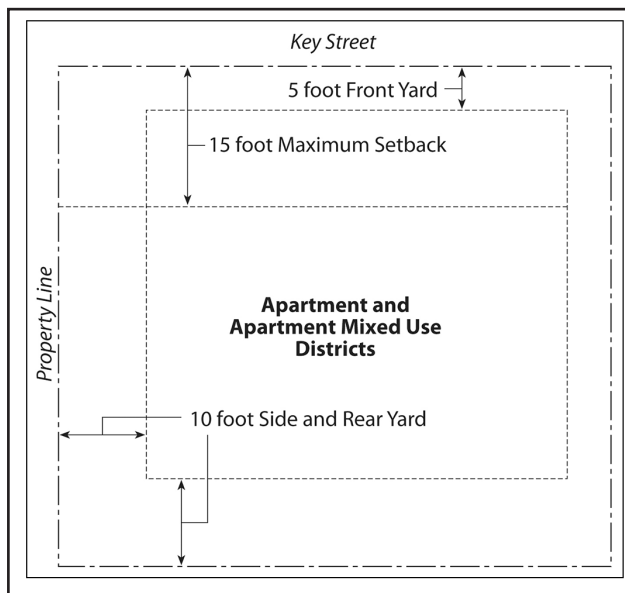 Key Street
5 foot Front Yard
15 foot Maximum Setback
Property Line
Apartment and
Apartment Mixed Use
Districts
10 foot Side and Rear Yard